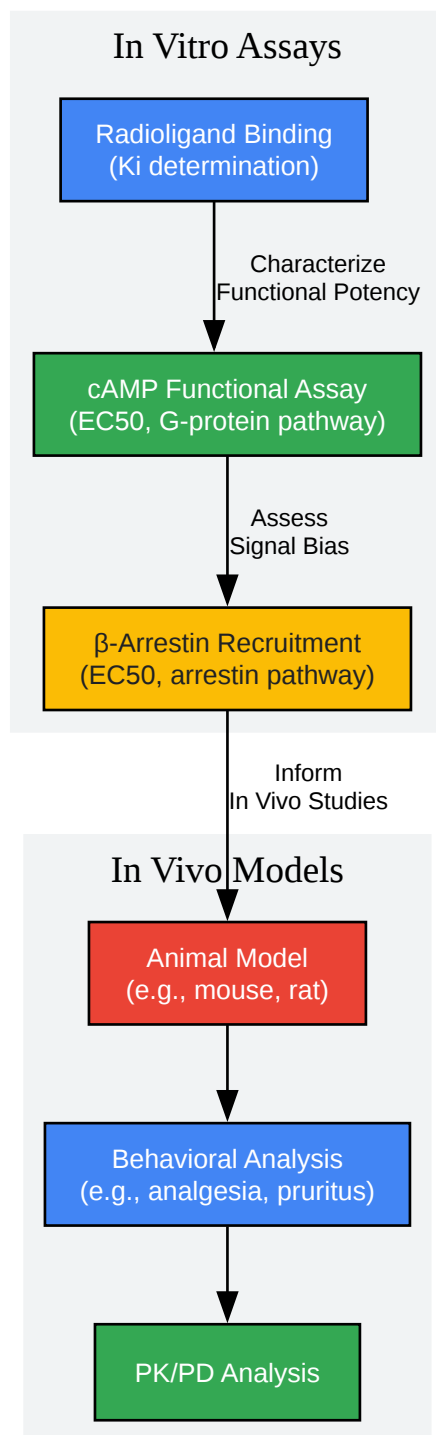 In Vitro Assays
Radioligand Binding
(Ki determination)
Characterize
Functional Potency
cAMP Functional Assay
(EC50, G-protein pathway)
Assess
Signal Bias
β-Arrestin Recruitment
(EC50, arrestin pathway)
Inform
In Vivo Studies
In Vivo Models
Animal Model
(e.g., mouse, rat)
Behavioral Analysis
(e.g., analgesia, pruritus)
PK/PD Analysis